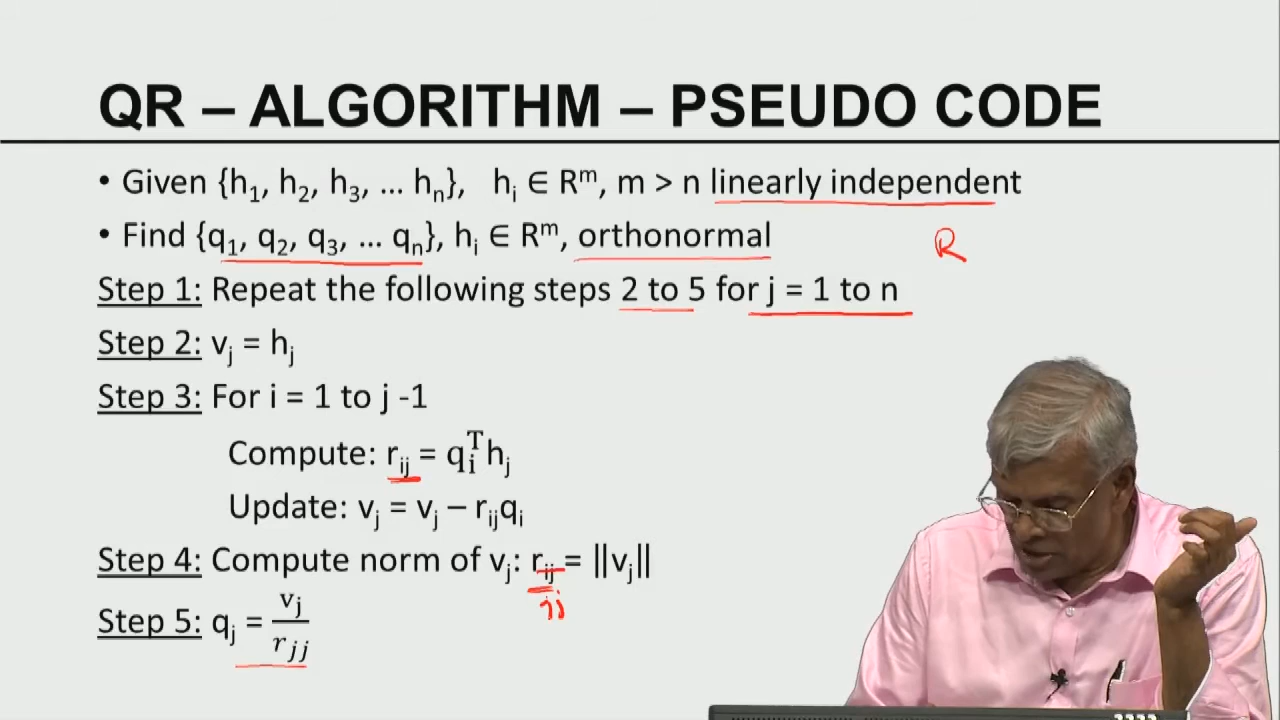 QR – ALGORITHM – PSEUDO CODE
• Given {h₁, h₂, h₃, … hₙ}, hᵢ ∈ Rᵐ, m > n linearly independent
• Find {q₁, q₂, q₃, … qₙ}, hᵢ ∈ Rᵐ, orthonormal
R
Step 1: Repeat the following steps 2 to 5 for j = 1 to n
Step 2: vⱼ = hⱼ
Step 3: For i = 1 to j -1
Compute: rᵢⱼ = qᵢᵀhⱼ
Update: vⱼ = vⱼ – rᵢⱼqᵢ
Step 4: Compute norm of vⱼ: rᵢⱼ = ‖vⱼ‖
jj
Step 5: qⱼ = vⱼ / rⱼⱼ